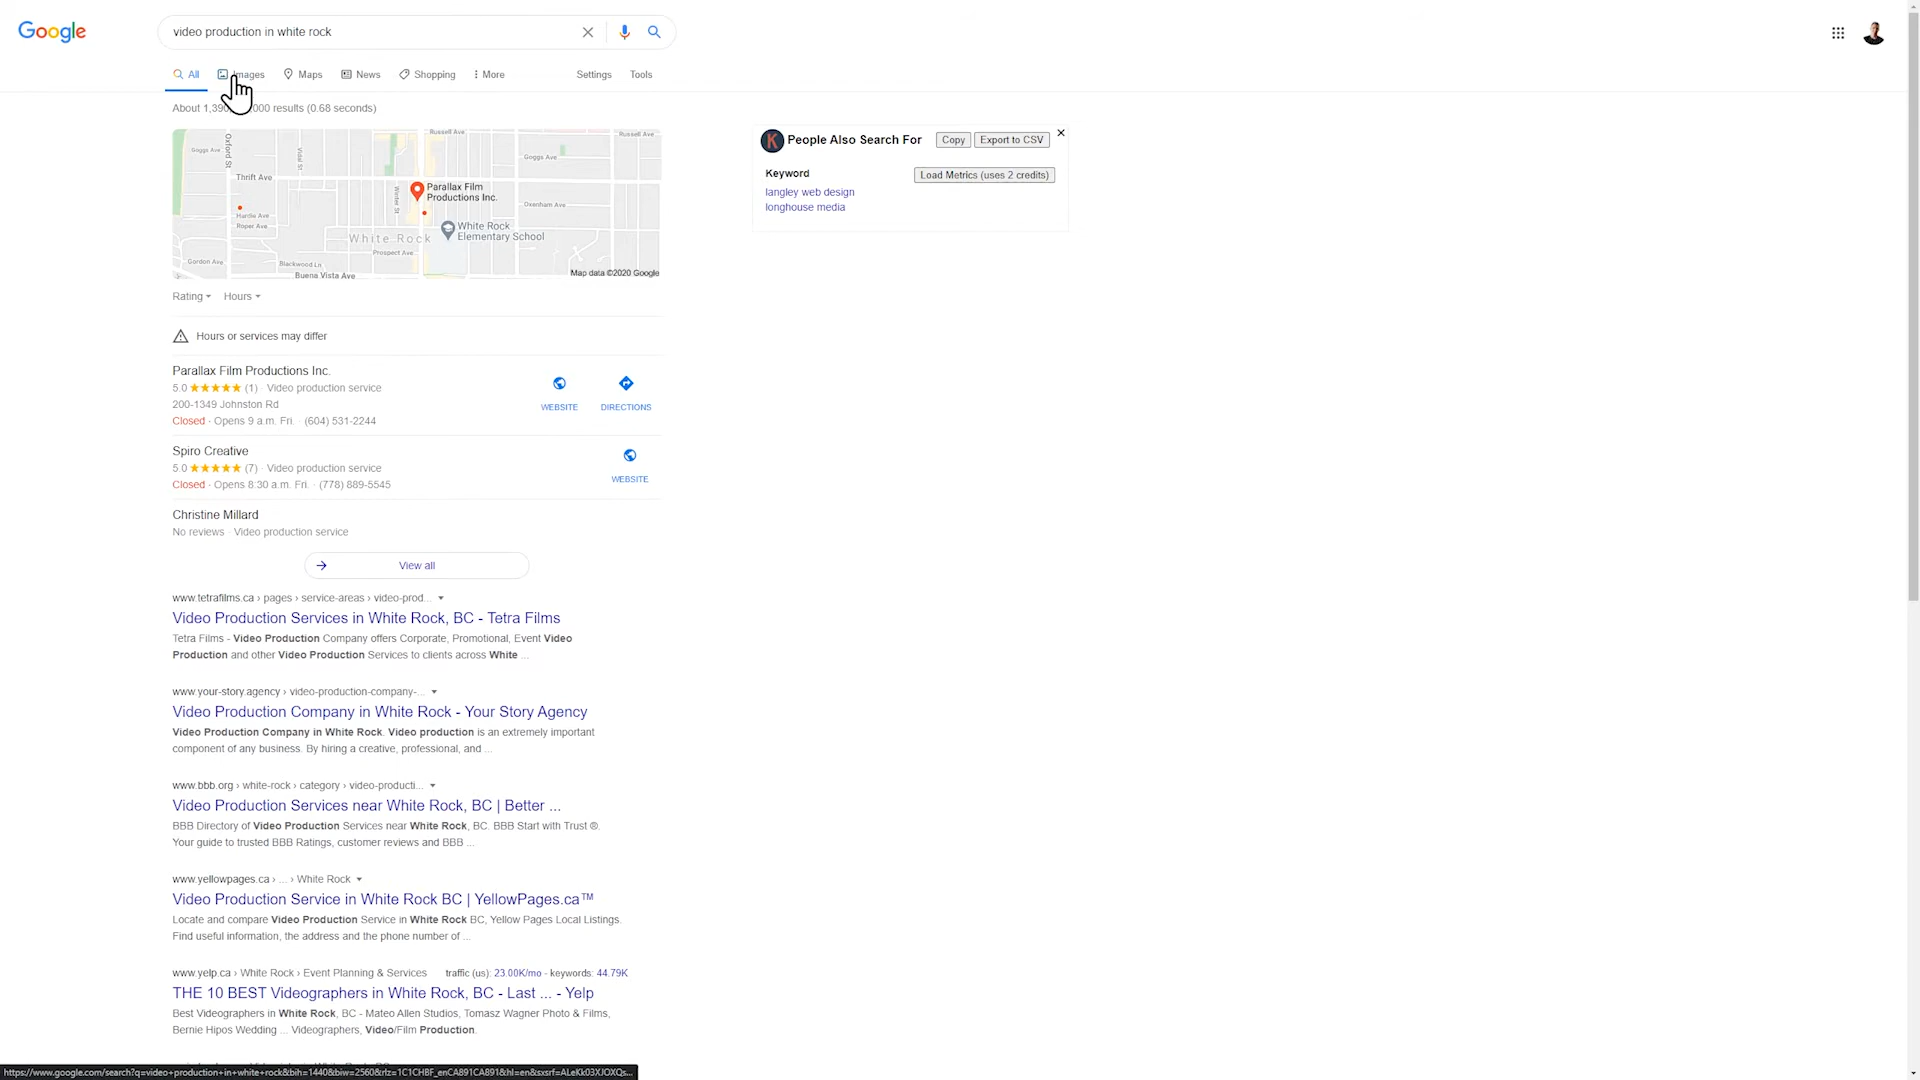 Google
video production in white rock
All
Images
Maps
News
Shopping
More
Settings
Tools
results (0.68 seconds)
Russell Ave
Russell Ave
Oxford St
Vidal St
Goggs Ave
Goggs Ave
Thrift Ave
Parallax Film
Productions Inc.
Winter St
Oxenham Ave
Hardie Ave
Roper Ave
White Rock
White Rock
Elementary School
Prospect Ave
Gordon Ave
Blackwood Ln
Buena Vista Ave
Map data ©2020 Google
Rating
Hours
Hours or services may differ
Parallax Film Productions Inc.
5.0 ★★★★★ (1) · Video production service
200-1349 Johnston Rd
Closed · Opens 9 a.m. Fri. · (604) 531-2244
WEBSITE
DIRECTIONS
Spiro Creative
5.0 ★★★★★ (7) · Video production service
Closed · Opens 8:30 a.m. Fri. · (778) 889-5545
WEBSITE
Christine Millard
No reviews · Video production service
View all
www.tetrafilms.ca › pages › service-areas › video-prod...
Video Production Services in White Rock, BC - Tetra Films
Tetra Films - Video Production Company offers Corporate, Promotional, Event Video
Production and other Video Production Services to clients across White ...
www.your-story.agency › video-production-company-...
Video Production Company in White Rock - Your Story Agency
Video Production Company in White Rock. Video production is an extremely important
component of any business. By hiring a creative, professional, and ...
www.bbb.org › white-rock › category › video-producti...
Video Production Services near White Rock, BC | Better ...
BBB Directory of Video Production Services near White Rock, BC. BBB Start with Trust ®.
Your guide to trusted BBB Ratings, customer reviews and BBB ...
www.yellowpages.ca › ... › White Rock
Video Production Service in White Rock BC | YellowPages.ca™
Locate and compare Video Production Service in White Rock BC, Yellow Pages Local Listings.
Find useful information, the address and the phone number of ...
www.yelp.ca › White Rock › Event Planning & Services traffic (us): 23.00K/mo - keywords: 44.79K
THE 10 BEST Videographers in White Rock, BC - Last ... - Yelp
Best Videographers in White Rock, BC - Mateo Allen Studios, Tomasz Wagner Photo & Films,
Bernie Hipos Wedding ... Videographers, Video/Film Production.
K
People Also Search For
Copy
Export to CSV
Keyword
Load Metrics (uses 2 credits)
langley web design
longhouse media